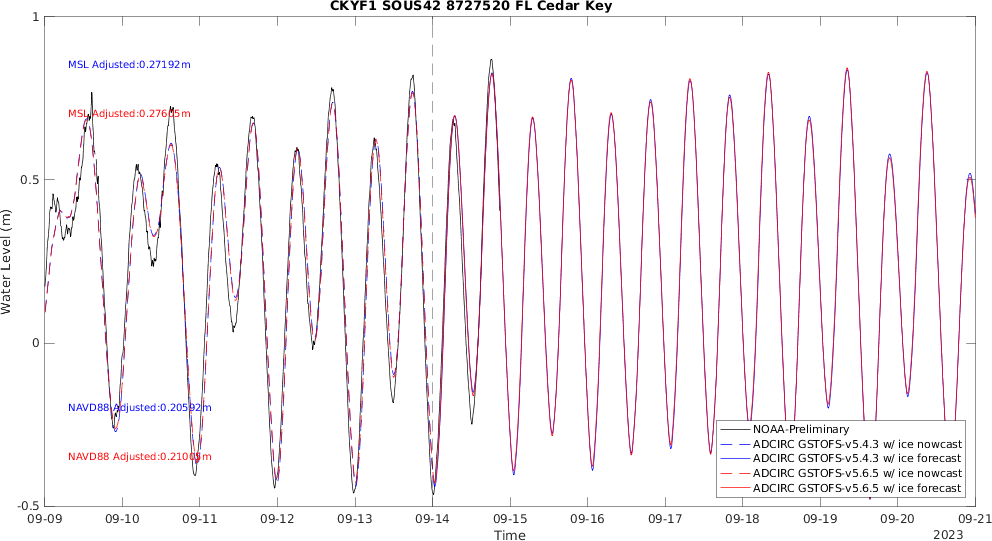 CKYF1 SOUS42 8727520 FL Cedar Key
1
MSL Adjusted:0.27192m
0.5
Water Level (m)
0
NAVD88 Adjusted:0.20592m
NOAA-Preliminary
ADCIRC GSTOFS-v5.4.3 w/ ice nowcast
ADCIRC GSTOFS-v5.4.3 w/ ice forecast
ADCIRC GSTOFS-v5.6.5 w/ ice nowcast
ADCIRC GSTOFS-v5.6.5 w/ ice forecast
-0.5
09-09 09-10 09-11 09-12 09-13 09-14 09-15 09-16 09-17 09-18 09-19 09-20 09-21
Time
2023
MSL Adjusted:
NAVD88 Adjusted: